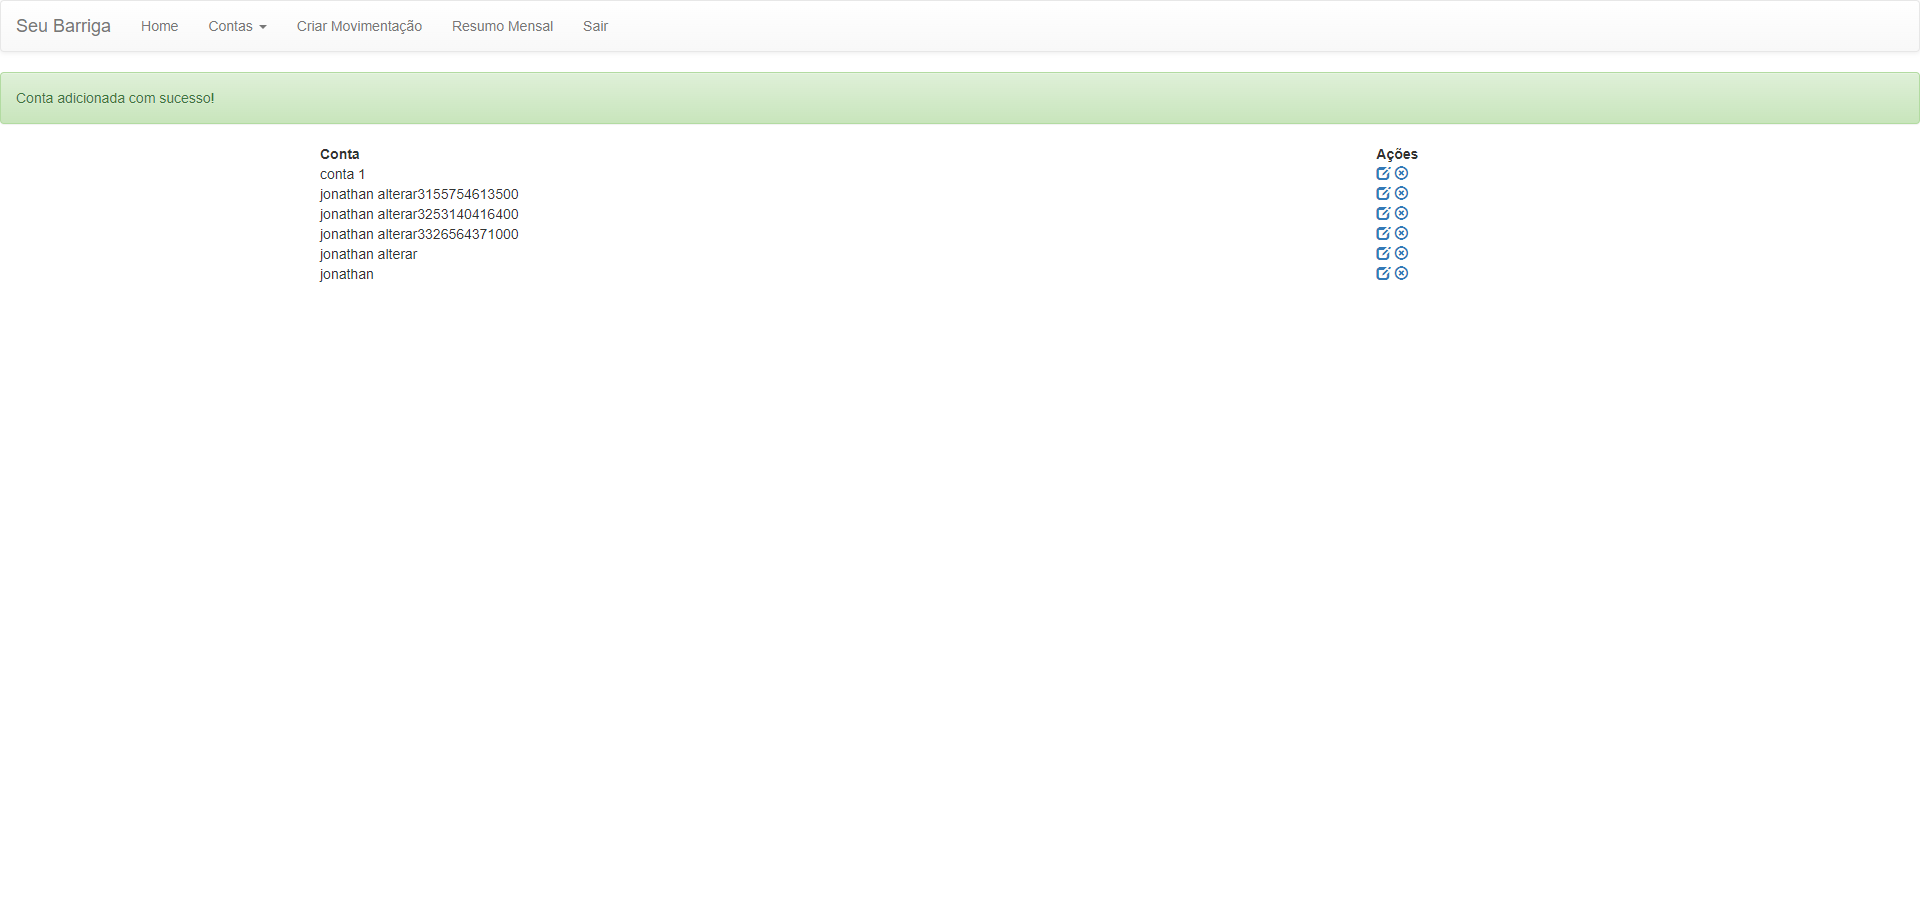 Seu Barriga Home Contas Criar Movimentação Resumo Mensal Sair
Conta adicionada com sucesso!
Conta Ações
conta 1
jonathan alterar3155754613500
jonathan alterar3253140416400
jonathan alterar3326564371000
jonathan alterar
jonathan